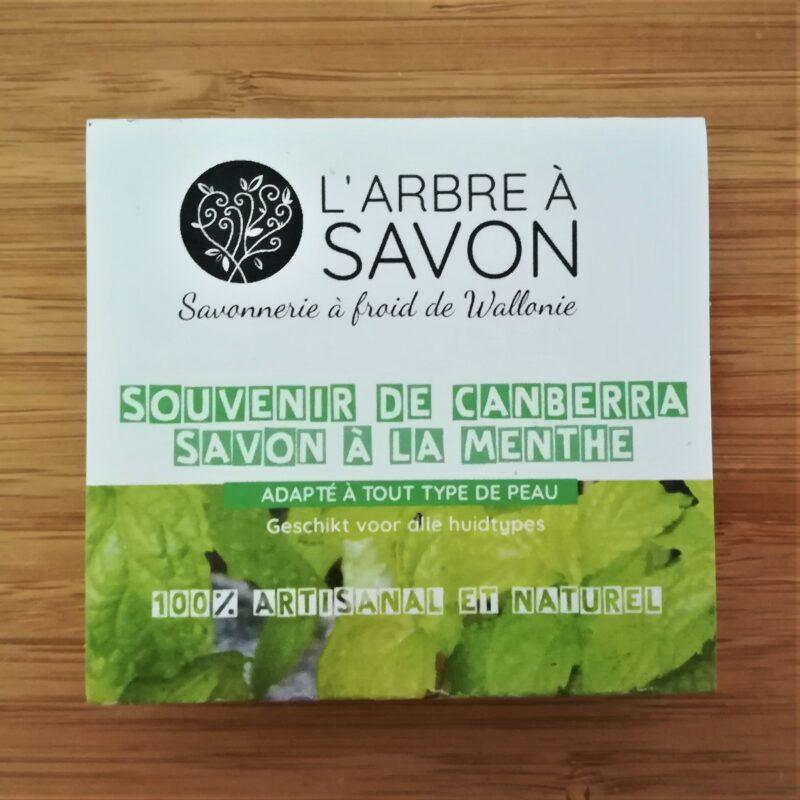 L'ARBRE À
SAVON
Savonnerie à froid de Wallonie
SOUVENIR DE CANBERRA
SAVON À LA MENTHE
ADAPTÉ À TOUT TYPE DE PEAU
Geschikt voor alle huidtypes
100% ARTISANAL ET NATUREL